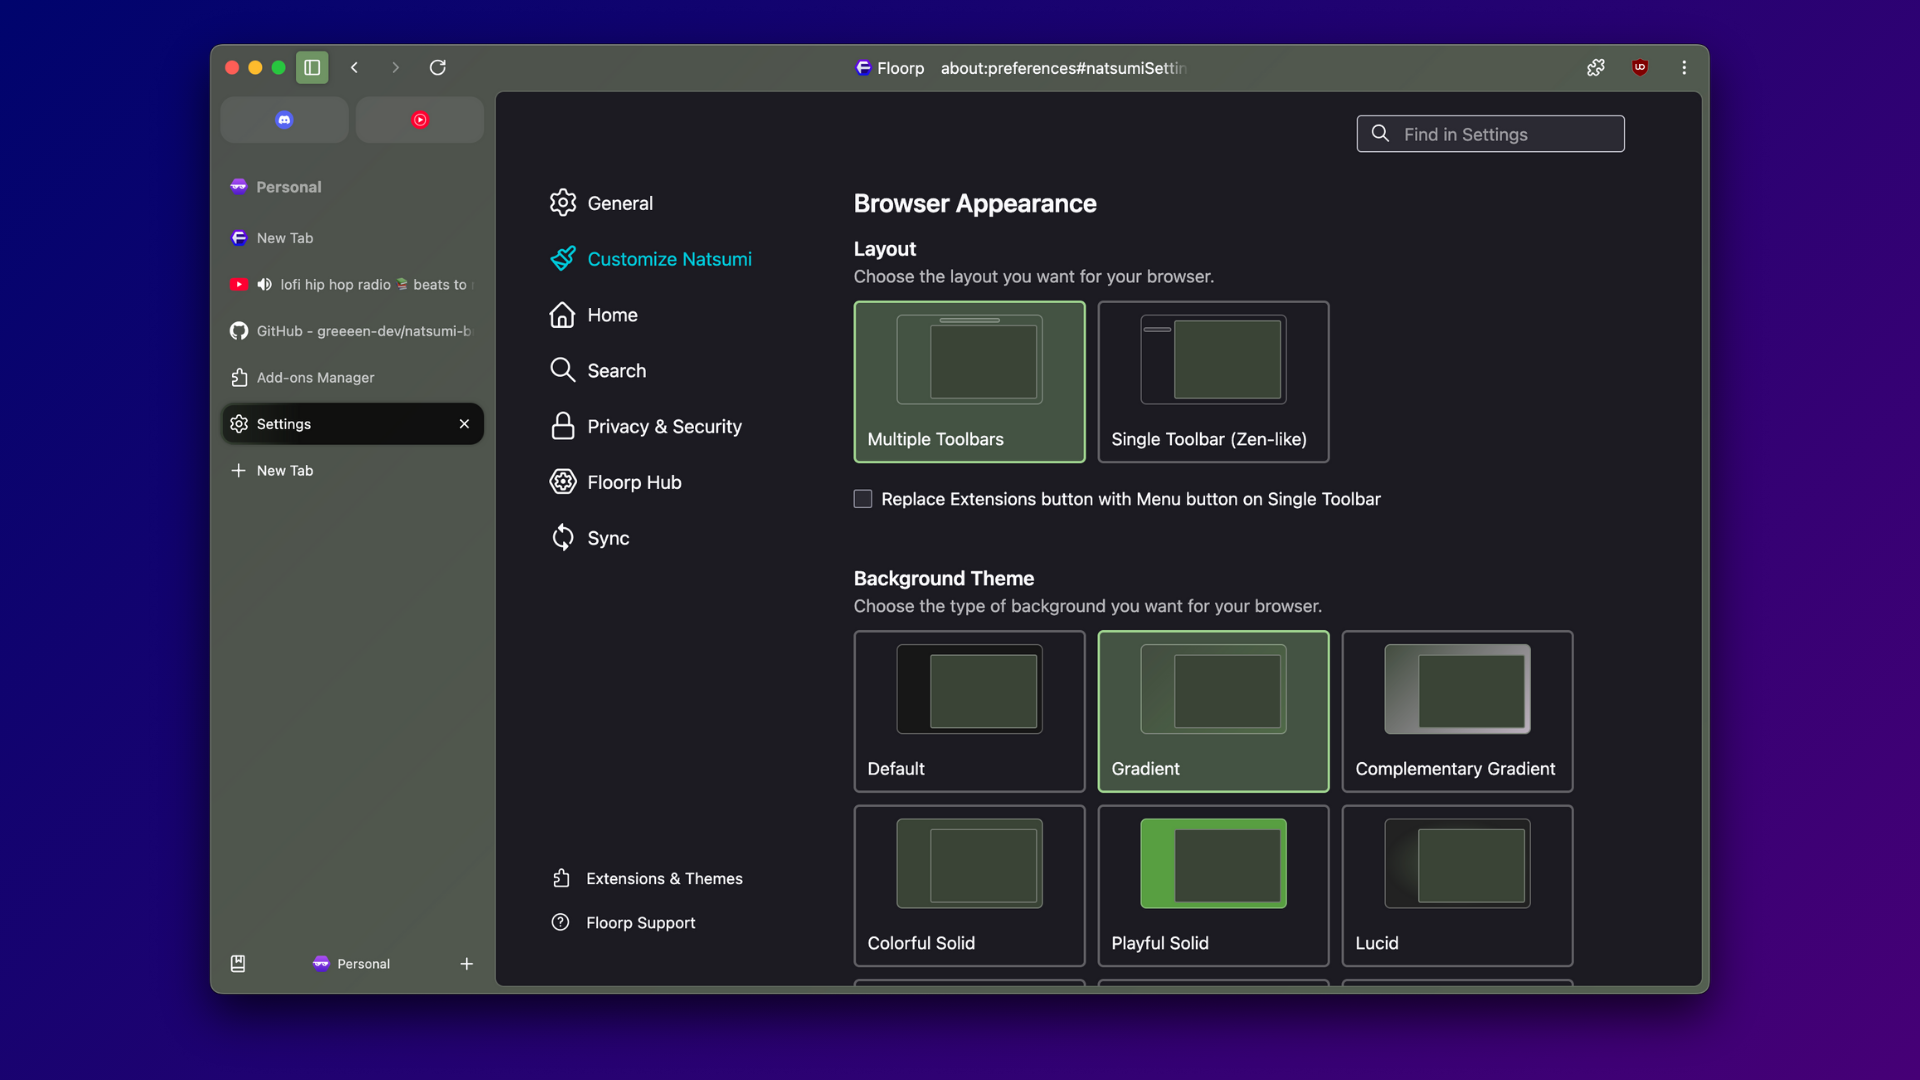 Floorp about:preferences#natsumiSettin
Personal
New Tab
lofi hip hop radio 📚 beats to
GitHub - greeeen-dev/natsumi-b
Add-ons Manager
Settings
New Tab
Personal
Find in Settings
General
Customize Natsumi
Home
Search
Privacy & Security
Floorp Hub
Sync
Extensions & Themes
Floorp Support
Browser Appearance
Layout
Choose the layout you want for your browser.
Multiple Toolbars
Single Toolbar (Zen-like)
Replace Extensions button with Menu button on Single Toolbar
Background Theme
Choose the type of background you want for your browser.
Default
Gradient
Complementary Gradient
Colorful Solid
Playful Solid
Lucid